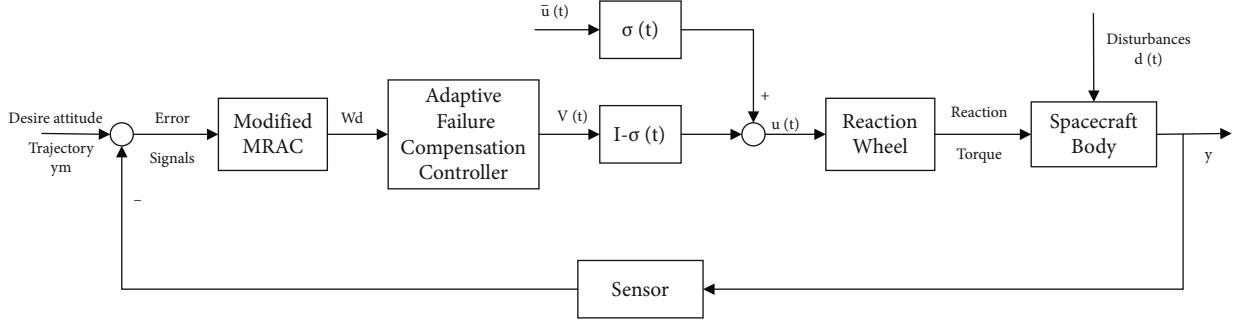 ū (t)
σ (t)
Disturbances
d (t)
Desire attitude
Trajectory
ym
Error
Signals
Modified
MRAC
Wd
Adaptive
Failure
Compensation
Controller
V (t)
I-σ (t)
+
u (t)
Reaction
Wheel
Reaction
Torque
Spacecraft
Body
y
–
Sensor